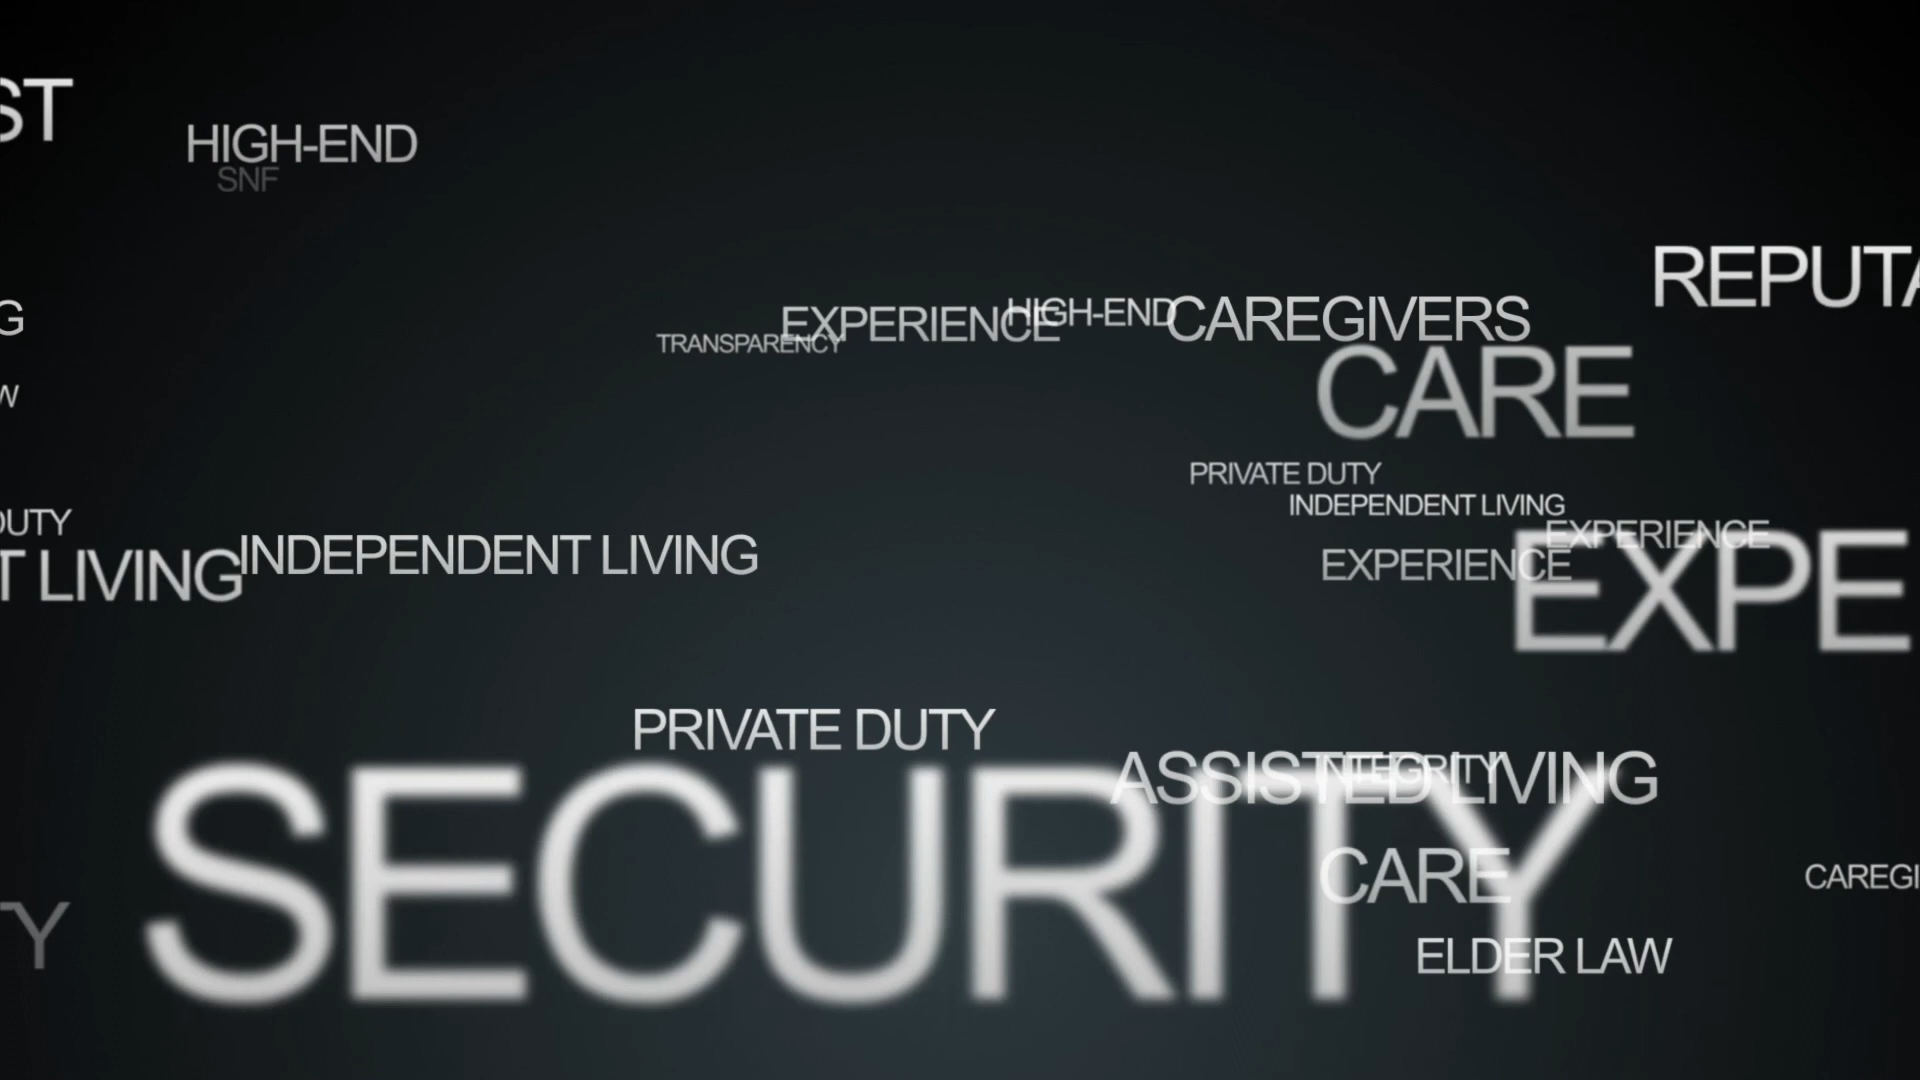 ST
HIGH-END
SNF
REPUTA
G
TRANSPARENCY
EXPERIENCE
HIGH-END
CAREGIVERS
CARE
W
PRIVATE DUTY
INDEPENDENT LIVING
DUTY
EXPERIENCE
T LIVING
INDEPENDENT LIVING
EXPERIENCE
EXPE
PRIVATE DUTY
ASSISTED LIVING
INTEGRITY
SECURITY
CARE
CAREGI
TY
ELDER LAW